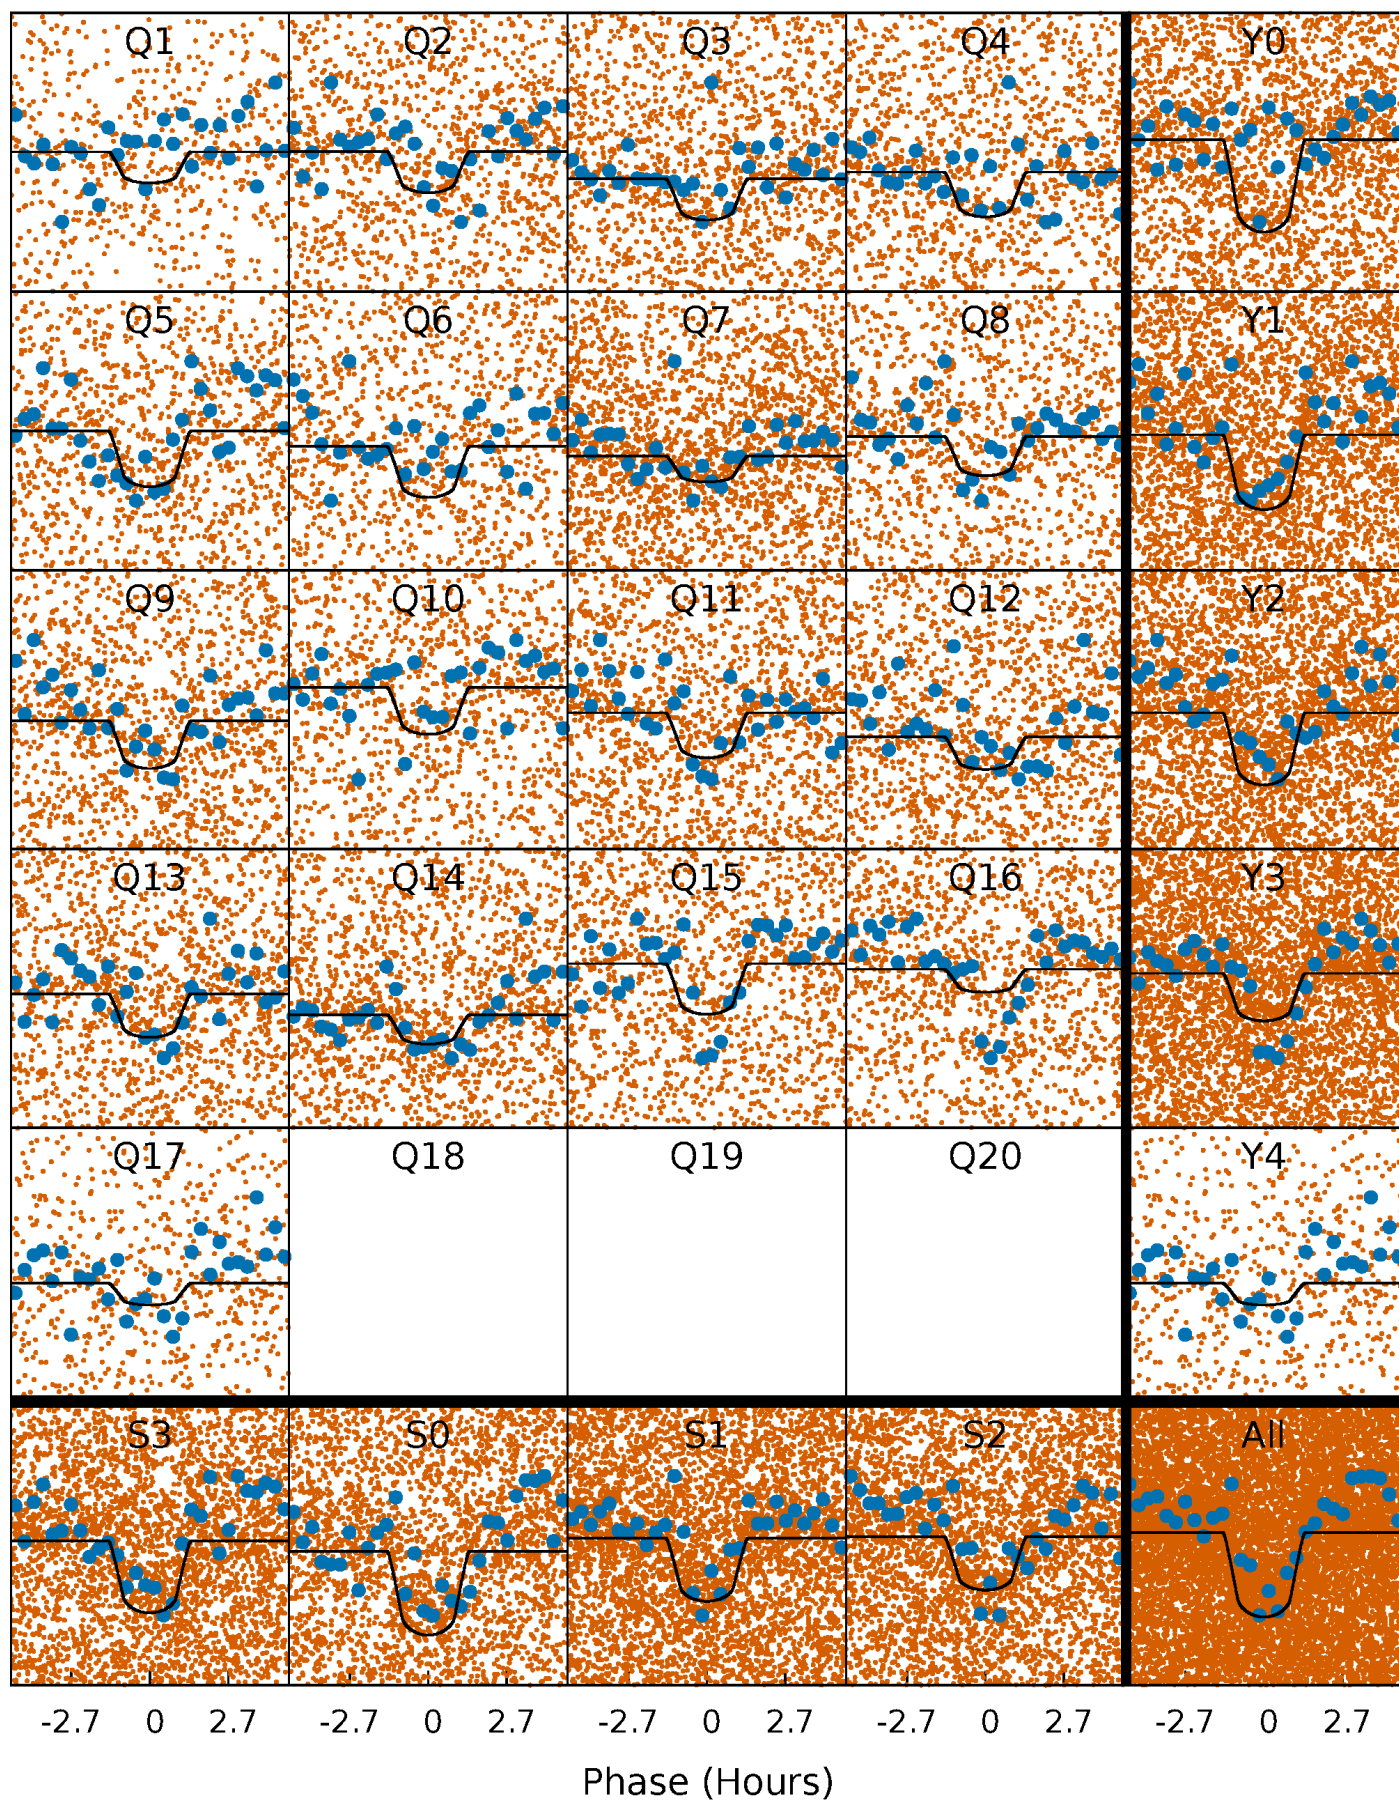 Q1 Q2 Q3 Q4 Y0
Q5 Q6 Q7 Q8 Y1
Q9 Q10 Q11 Q12 Y2
Q13 Q14 Q15 Q16 Y3
Q17 Q18 Q19 Q20 Y4
S3 S0 S1 S2 All
-2.7 0 2.7 -2.7 0 2.7 -2.7 0 2.7 -2.7 0 2.7 -2.7 0 2.7
Phase (Hours)